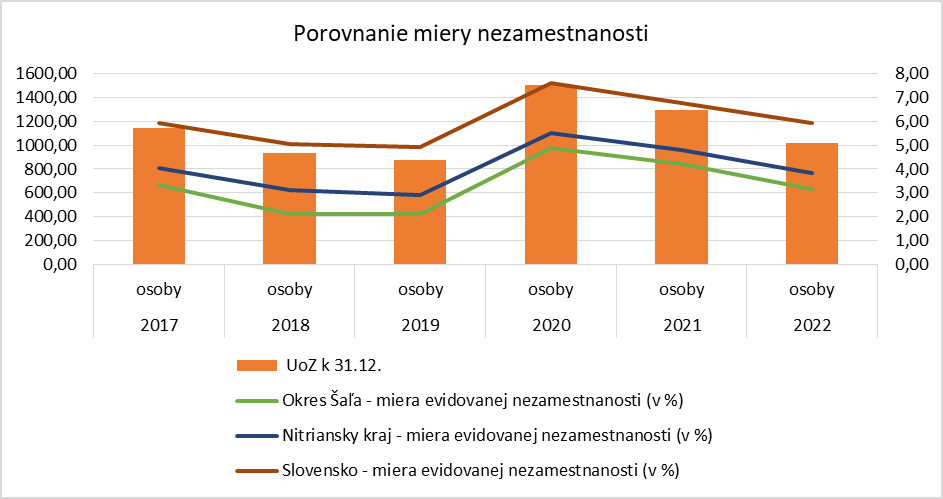 Porovnanie miery nezamestnanosti
1600,00
1400,00
1200,00
1000,00
800,00
600,00
400,00
200,00
0,00
8,00
7,00
6,00
5,00
4,00
3,00
2,00
1,00
0,00
osoby osoby osoby osoby osoby osoby
2017 2018 2019 2020 2021 2022
UoZ k 31.12.
Okres Šaľa - miera evidovanej nezamestnanosti (v %)
Nitriansky kraj - miera evidovanej nezamestnanosti (v %)
Slovensko - miera evidovanej nezamestnanosti (v %)